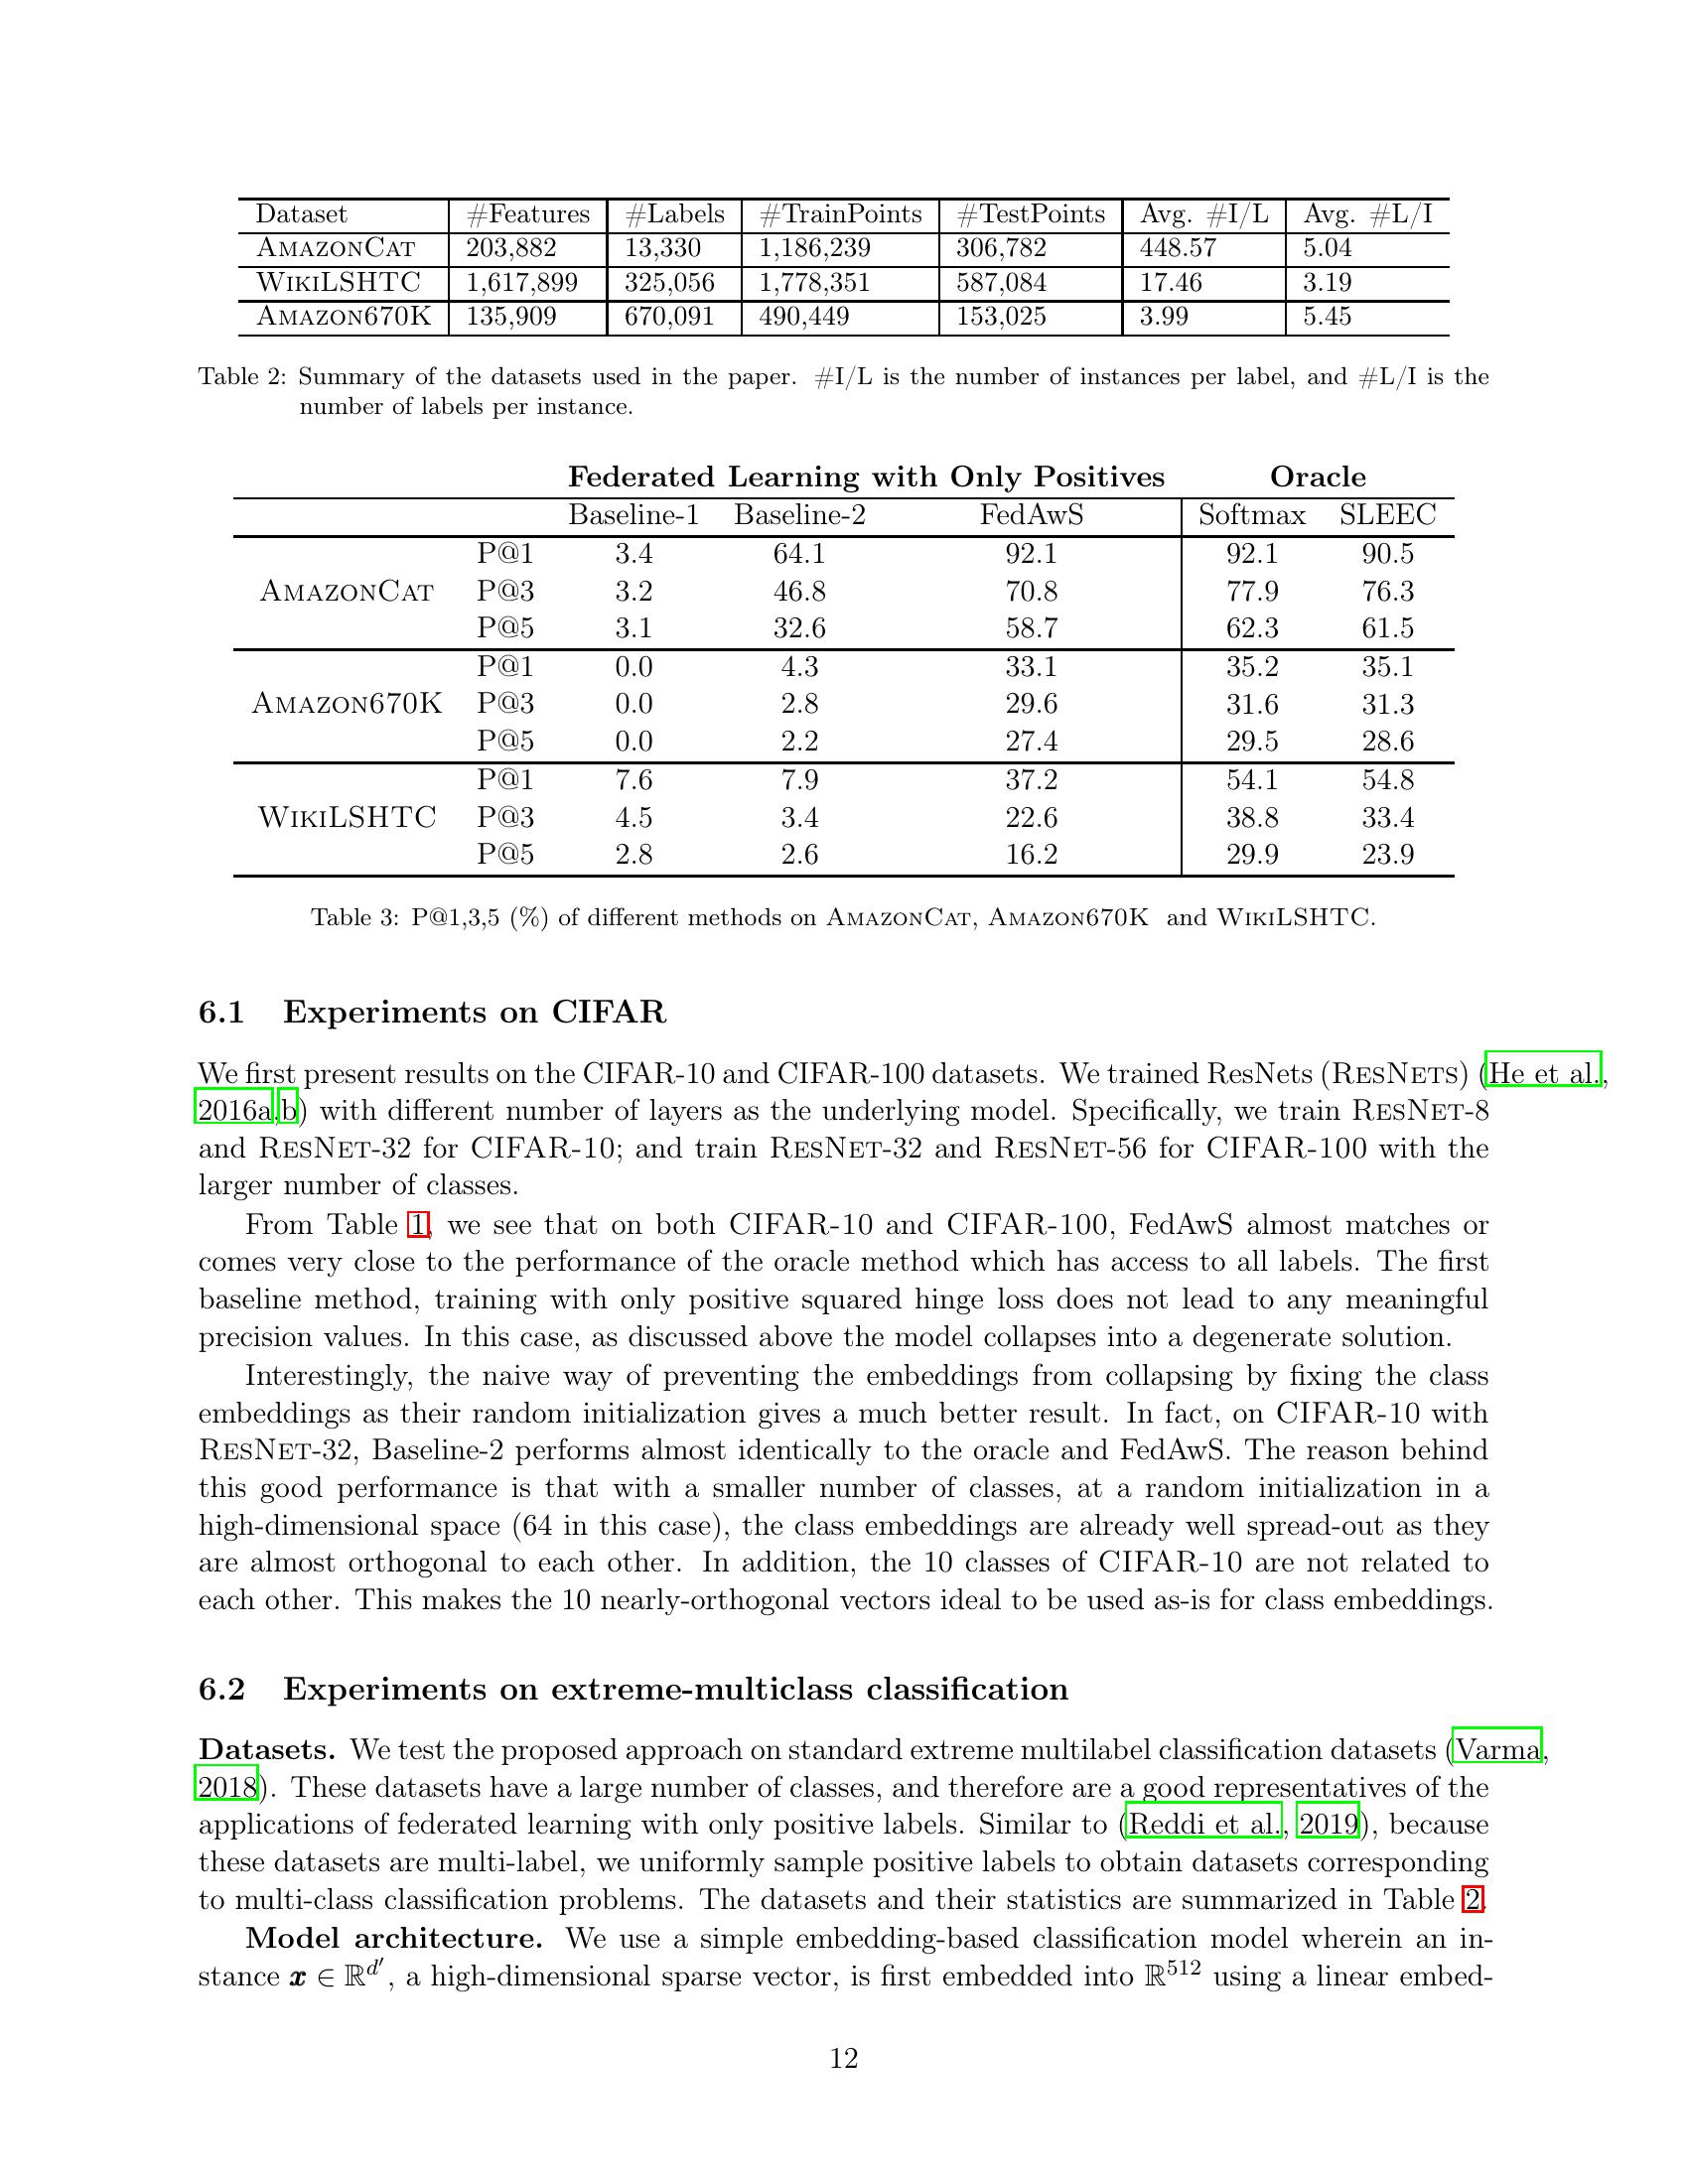 Dataset #Features #Labels #TrainPoints #TestPoints Avg. #I/L Avg. #L/I
AMAZONCAT 203,882 13,330 1,186,239 306,782 448.57 5.04
WIKILSHTC 1,617,899 325,056 1,778,351 587,084 17.46 3.19
AMAZON670K 135,909 670,091 490,449 153,025 3.99 5.45
Table 2: Summary of the datasets used in the paper. #I/L is the number of instances per label, and #L/I is the
number of labels per instance.
Federated Learning with Only Positives Oracle
Baseline-1 Baseline-2 FedAwS Softmax SLEEC
P@1 3.4 64.1 92.1 92.1 90.5
AMAZONCAT P@3 3.2 46.8 70.8 77.9 76.3
P@5 3.1 32.6 58.7 62.3 61.5
P@1 0.0 4.3 33.1 35.2 35.1
AMAZON670K P@3 0.0 2.8 29.6 31.6 31.3
P@5 0.0 2.2 27.4 29.5 28.6
P@1 7.6 7.9 37.2 54.1 54.8
WIKILSHTC P@3 4.5 3.4 22.6 38.8 33.4
P@5 2.8 2.6 16.2 29.9 23.9
Table 3: P@1,3,5 (%) of different methods on AMAZONCAT, AMAZON670K and WIKILSHTC.
6.1 Experiments on CIFAR
We first present results on the CIFAR-10 and CIFAR-100 datasets. We trained ResNets (RESNETS) (He et al.,
2016a,b) with different number of layers as the underlying model. Specifically, we train RESNET-8
and RESNET-32 for CIFAR-10; and train RESNET-32 and RESNET-56 for CIFAR-100 with the
larger number of classes.
From Table 1, we see that on both CIFAR-10 and CIFAR-100, FedAwS almost matches or
comes very close to the performance of the oracle method which has access to all labels. The first
baseline method, training with only positive squared hinge loss does not lead to any meaningful
precision values. In this case, as discussed above the model collapses into a degenerate solution.
Interestingly, the naive way of preventing the embeddings from collapsing by fixing the class
embeddings as their random initialization gives a much better result. In fact, on CIFAR-10 with
RESNET-32, Baseline-2 performs almost identically to the oracle and FedAwS. The reason behind
this good performance is that with a smaller number of classes, at a random initialization in a
high-dimensional space (64 in this case), the class embeddings are already well spread-out as they
are almost orthogonal to each other. In addition, the 10 classes of CIFAR-10 are not related to
each other. This makes the 10 nearly-orthogonal vectors ideal to be used as-is for class embeddings.
6.2 Experiments on extreme-multiclass classification
Datasets. We test the proposed approach on standard extreme multilabel classification datasets (Varma,
2018). These datasets have a large number of classes, and therefore are a good representatives of the
applications of federated learning with only positive labels. Similar to (Reddi et al., 2019), because
these datasets are multi-label, we uniformly sample positive labels to obtain datasets corresponding
to multi-class classification problems. The datasets and their statistics are summarized in Table 2.
Model architecture. We use a simple embedding-based classification model wherein an in-
stance 𝒙 ∈ ℝ^{d′}, a high-dimensional sparse vector, is first embedded into ℝ^{512} using a linear embed-
12